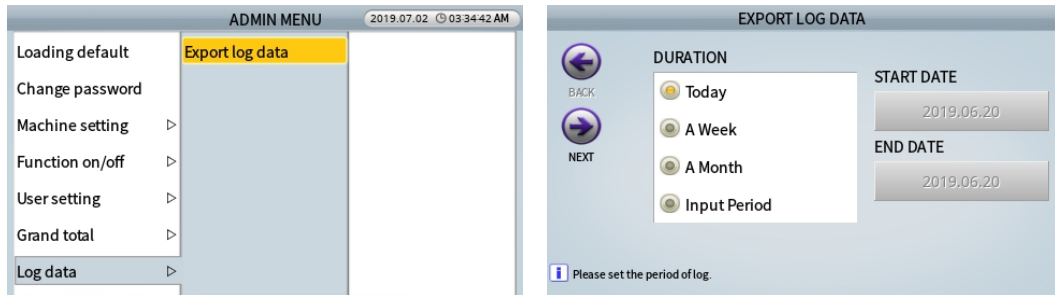 ADMIN MENU
2019.07.02 03:34:42 AM
Loading default
Change password
Machine setting
Function on/off
User setting
Grand total
Log data
Export log data
EXPORT LOG DATA
BACK
NEXT
DURATION
Today
A Week
A Month
Input Period
START DATE
2019.06.20
END DATE
2019.06.20
Please set the period of log.